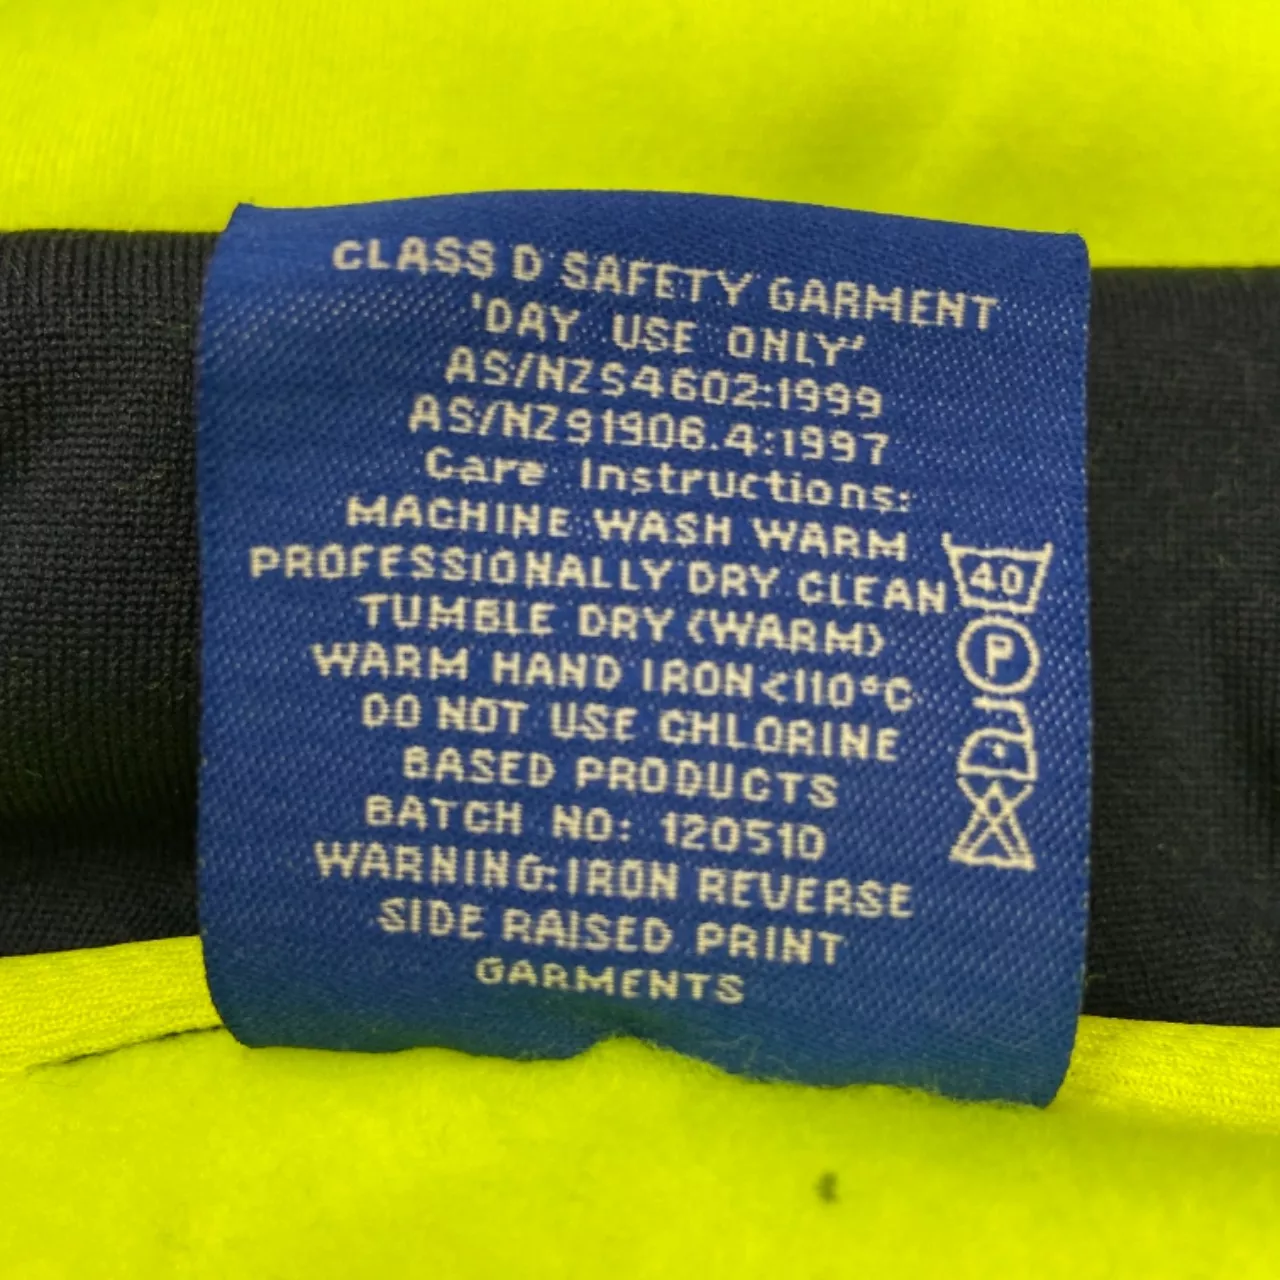 CLASS D SAFETY GARMENT
'DAY USE ONLY'
AS/NZS4602:1999
AS/NZ91906.4:1997
Care Instructions:
MACHINE WASH WARM
PROFESSIONALLY DRY CLEAN
TUMBLE DRY (WARM)
WARM HAND IRON<110°C
DO NOT USE CHLORINE
BASED PRODUCTS
BATCH NO: 120510
WARNING:IRON REVERSE
SIDE RAISED PRINT
GARMENTS
40
P